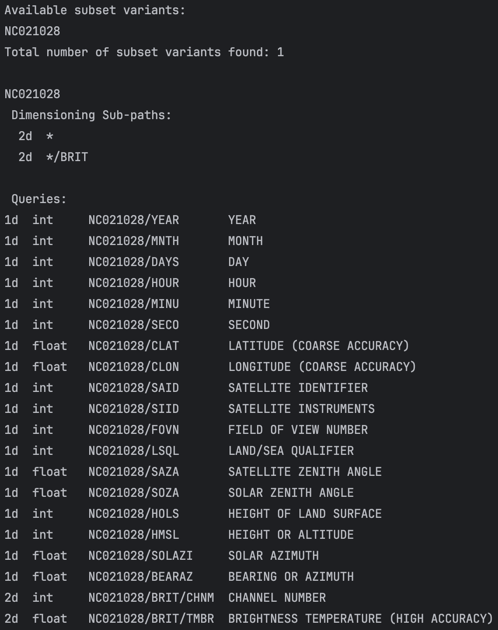 Available subset variants:
NC021028
Total number of subset variants found: 1
NC021028
Dimensioning Sub-paths:
2d  *
2d  */BRIT
Queries:
1d  int     NC021028/YEAR       YEAR
1d  int     NC021028/MNTH       MONTH
1d  int     NC021028/DAYS       DAY
1d  int     NC021028/HOUR       HOUR
1d  int     NC021028/MINU       MINUTE
1d  int     NC021028/SECO       SECOND
1d  float   NC021028/CLAT       LATITUDE (COARSE ACCURACY)
1d  float   NC021028/CLON       LONGITUDE (COARSE ACCURACY)
1d  int     NC021028/SAID       SATELLITE IDENTIFIER
1d  int     NC021028/SIID       SATELLITE INSTRUMENTS
1d  int     NC021028/FOVN       FIELD OF VIEW NUMBER
1d  int     NC021028/LSQL       LAND/SEA QUALIFIER
1d  float   NC021028/SAZA       SATELLITE ZENITH ANGLE
1d  float   NC021028/SOZA       SOLAR ZENITH ANGLE
1d  int     NC021028/HOLS       HEIGHT OF LAND SURFACE
1d  int     NC021028/HMSL       HEIGHT OR ALTITUDE
1d  float   NC021028/SOLAZI     SOLAR AZIMUTH
1d  float   NC021028/BEARAZ     BEARING OR AZIMUTH
2d  int     NC021028/BRIT/CHNM  CHANNEL NUMBER
2d  float   NC021028/BRIT/TMBR  BRIGHTNESS TEMPERATURE (HIGH ACCURACY)